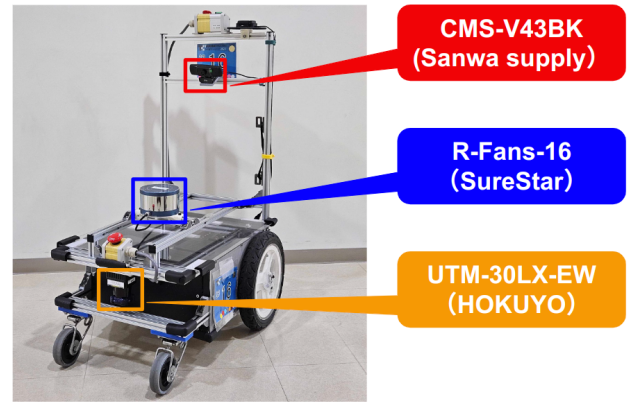 CMS-V43BK
(Sanwa supply）
R-Fans-16
（SureStar）
UTM-30LX-EW
（HOKUYO）